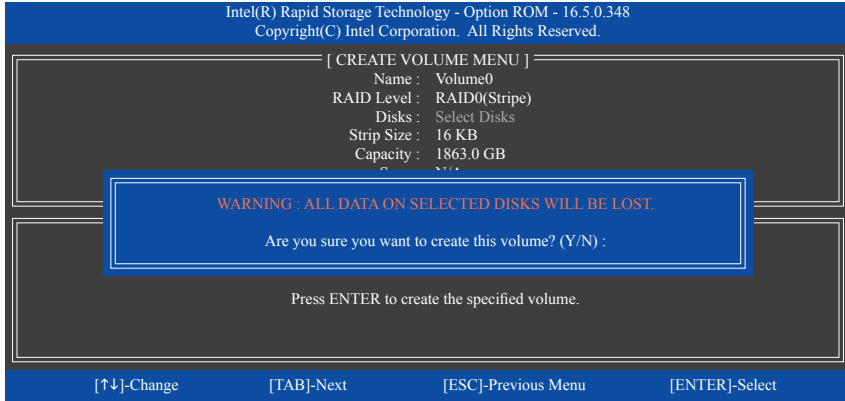 Intel(R) Rapid Storage Technology - Option ROM - 16.5.0.348
Copyright(C) Intel Corporation. All Rights Reserved.
[ CREATE VOLUME MENU ]
Name : Volume0
RAID Level : RAID0(Stripe)
Disks : Select Disks
Strip Size : 16 KB
Capacity : 1863.0 GB
WARNING : ALL DATA ON SELECTED DISKS WILL BE LOST.
Are you sure you want to create this volume? (Y/N) :
Press ENTER to create the specified volume.
[↑↓]-Change [TAB]-Next [ESC]-Previous Menu [ENTER]-Select